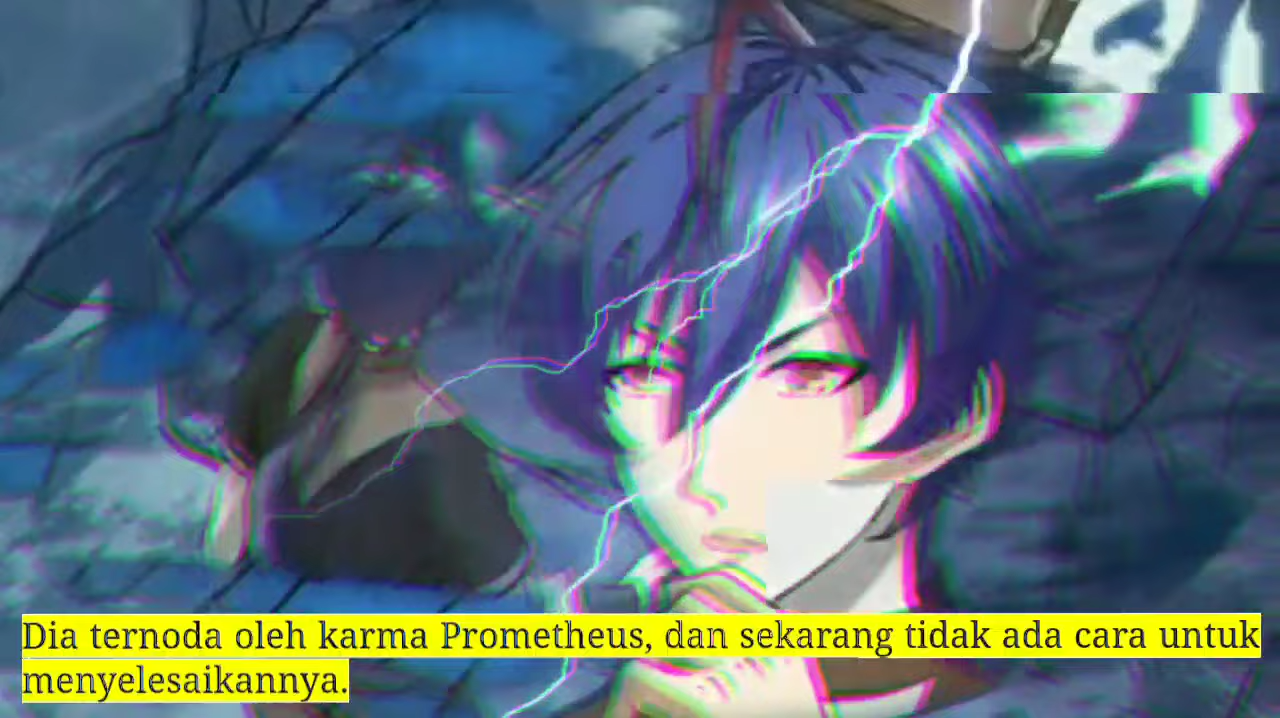 Dia ternoda oleh karma Prometheus, dan sekarang tidak ada cara untuk
menyelesaikannya.